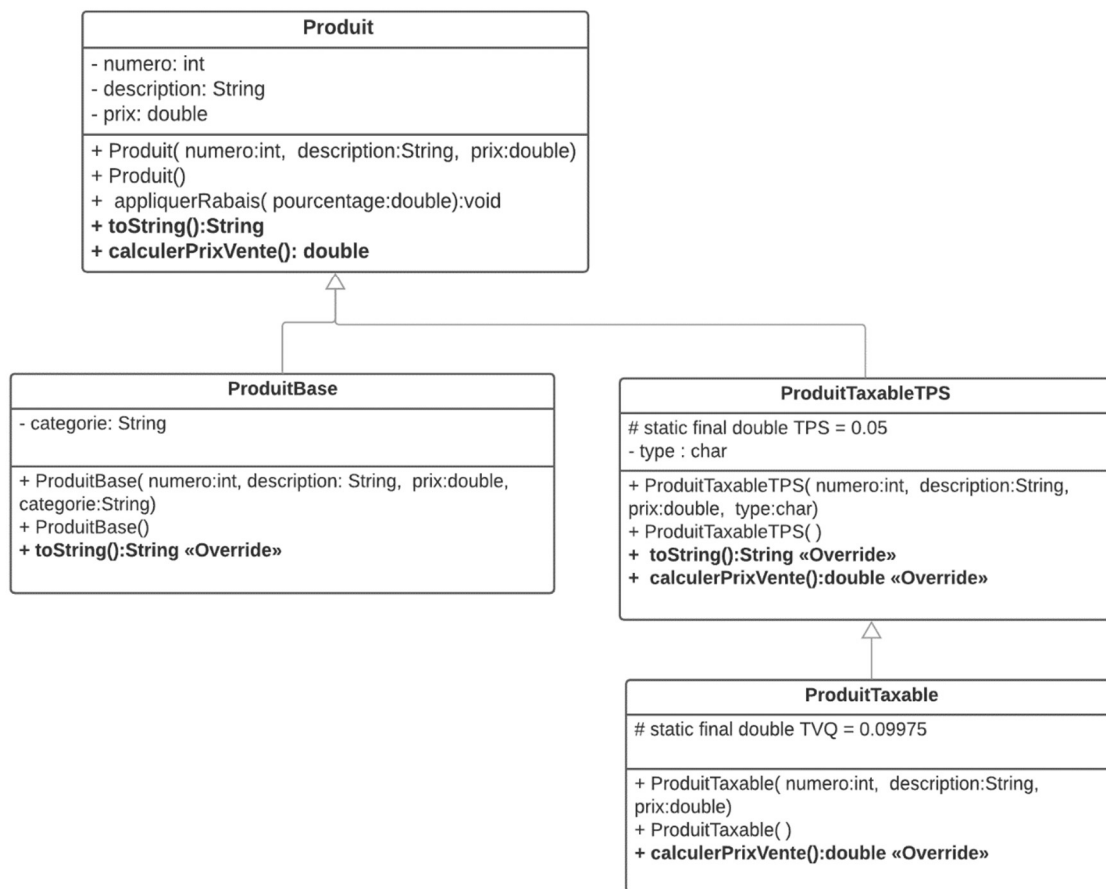 Produit
- numero: int
- description: String
- prix: double
+ Produit( numero:int, description:String, prix:double)
+ Produit()
+ appliquerRabais( pourcentage:double):void
+ toString():String
+ calculerPrixVente(): double
ProduitBase
- categorie: String
+ ProduitBase( numero:int, description: String, prix:double,
categorie:String)
+ ProduitBase()
+ toString():String «Override»
ProduitTaxableTPS
# static final double TPS = 0.05
- type : char
+ ProduitTaxableTPS( numero:int, description:String,
prix:double, type:char)
+ ProduitTaxableTPS( )
+ toString():String «Override»
+ calculerPrixVente():double «Override»
ProduitTaxable
# static final double TVQ = 0.09975
+ ProduitTaxable( numero:int, description:String,
prix:double)
+ ProduitTaxable( )
+ calculerPrixVente():double «Override»